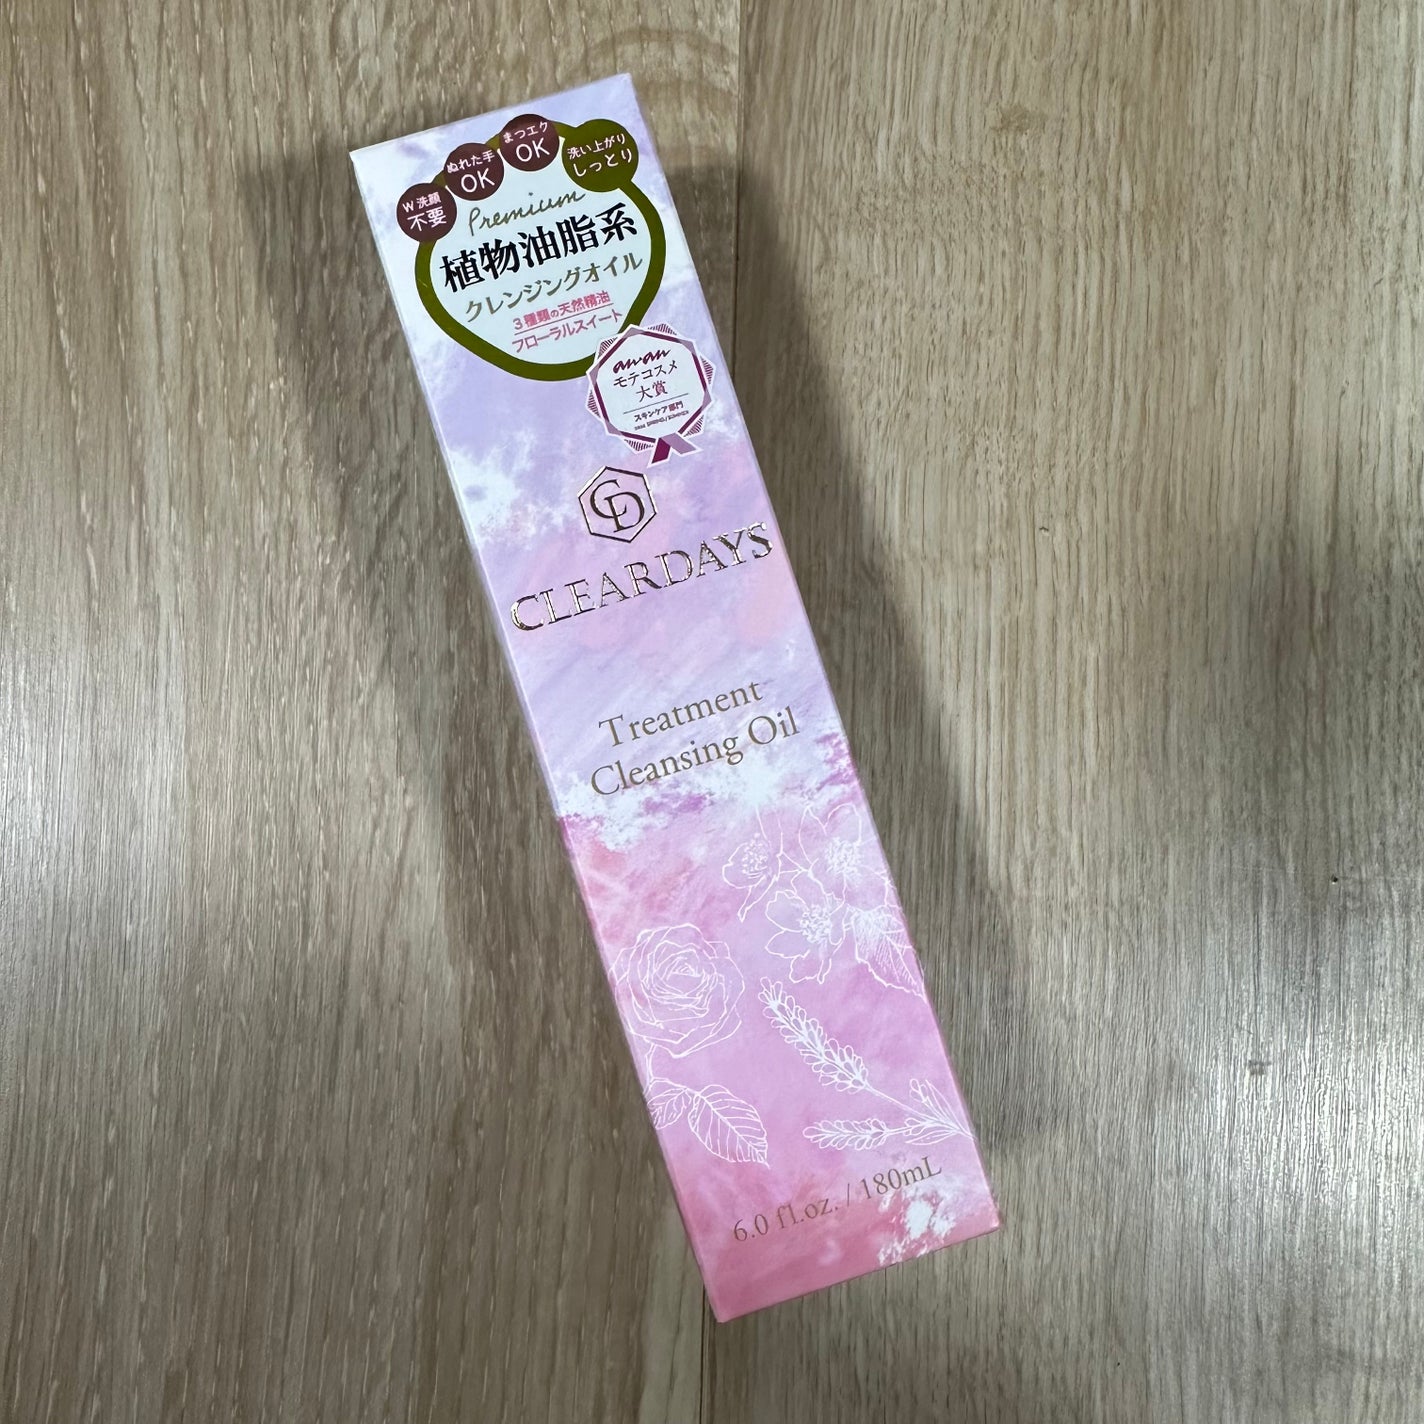 W洗顔
不要
ぬれた手
OK
まつエク
OK
洗い上がり
しっとり
Premium
植物油脂系
クレンジングオイル
3種類の天然精油
フローラルスイート
anan
モテコスメ
大賞
スキンケア部門
CD
CLEARDAYS
Treatment
Cleansing Oil
6.0 fl.oz. / 180mL